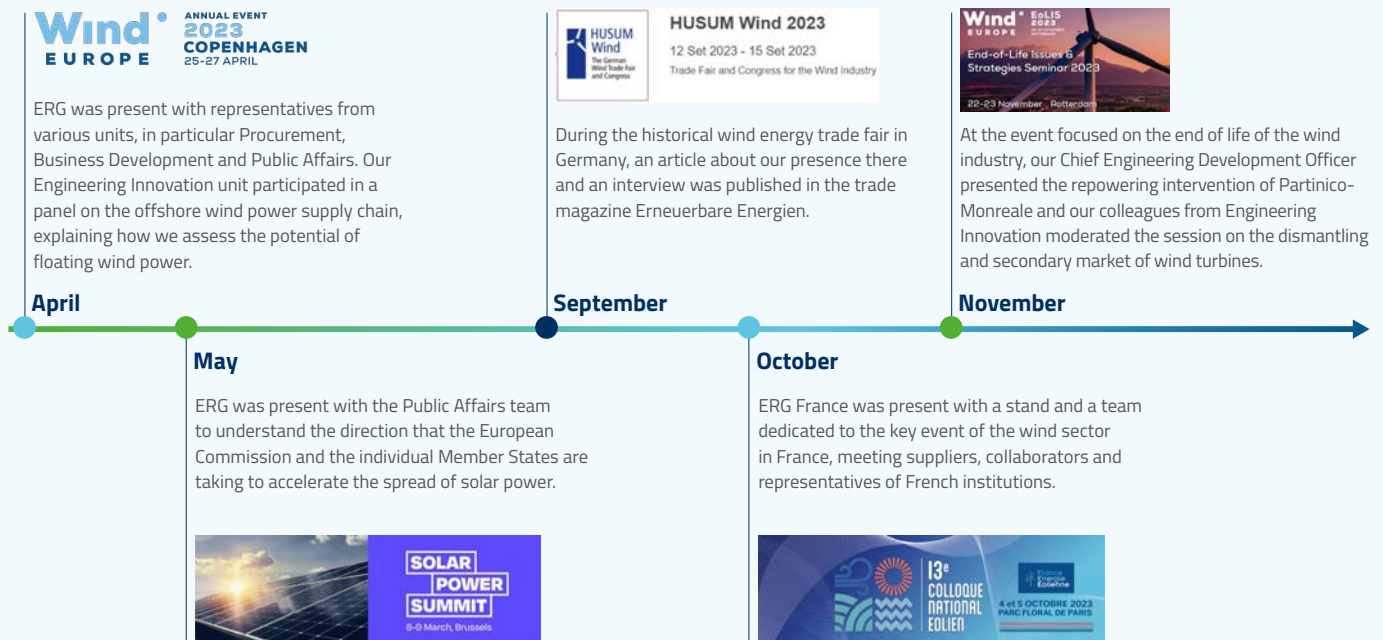 Wind
EUROPE
ANNUAL EVENT
2023
COPENHAGEN
25-27 APRIL
ERG was present with representatives from
various units, in particular Procurement,
Business Development and Public Affairs. Our
Engineering Innovation unit participated in a
panel on the offshore wind power supply chain,
explaining how we assess the potential of
floating wind power.
April
HUSUM
Wind
The German
Wind Trade Fair
and Congress
HUSUM Wind 2023
12 Set 2023 - 15 Set 2023
Trade Fair and Congress for the Wind Industry
During the historical wind energy trade fair in
Germany, an article about our presence there
and an interview was published in the trade
magazine Erneuerbare Energien.
September
Wind
EUROPE
EoLIS
2023
End-of-Life Issues &
Strategies Seminar 2023
22-23 November Rotterdam
At the event focused on the end of life of the wind
industry, our Chief Engineering Development Officer
presented the repowering intervention of Partinico-
Monreale and our colleagues from Engineering
Innovation moderated the session on the dismantling
and secondary market of wind turbines.
November
May
ERG was present with the Public Affairs team
to understand the direction that the European
Commission and the individual Member States are
taking to accelerate the spread of solar power.
SOLAR
POWER
SUMMIT
8-9 March, Brussels
October
ERG France was present with a stand and a team
dedicated to the key event of the wind sector
in France, meeting suppliers, collaborators and
representatives of French institutions.
13e
COLLOQUE
NATIONAL
EOLIEN
France
Energie
Eolienne
4 et 5 OCTOBRE 2023
PARC FLORAL DE PARIS